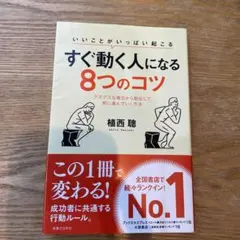 いいことがいっぱい起こる
すぐ動く人になる
8つのコツ
植西 聰
この1冊で
変わる!
成功者に共通する
行動ルール。
全国書店で
続々ランクイン!
No.1